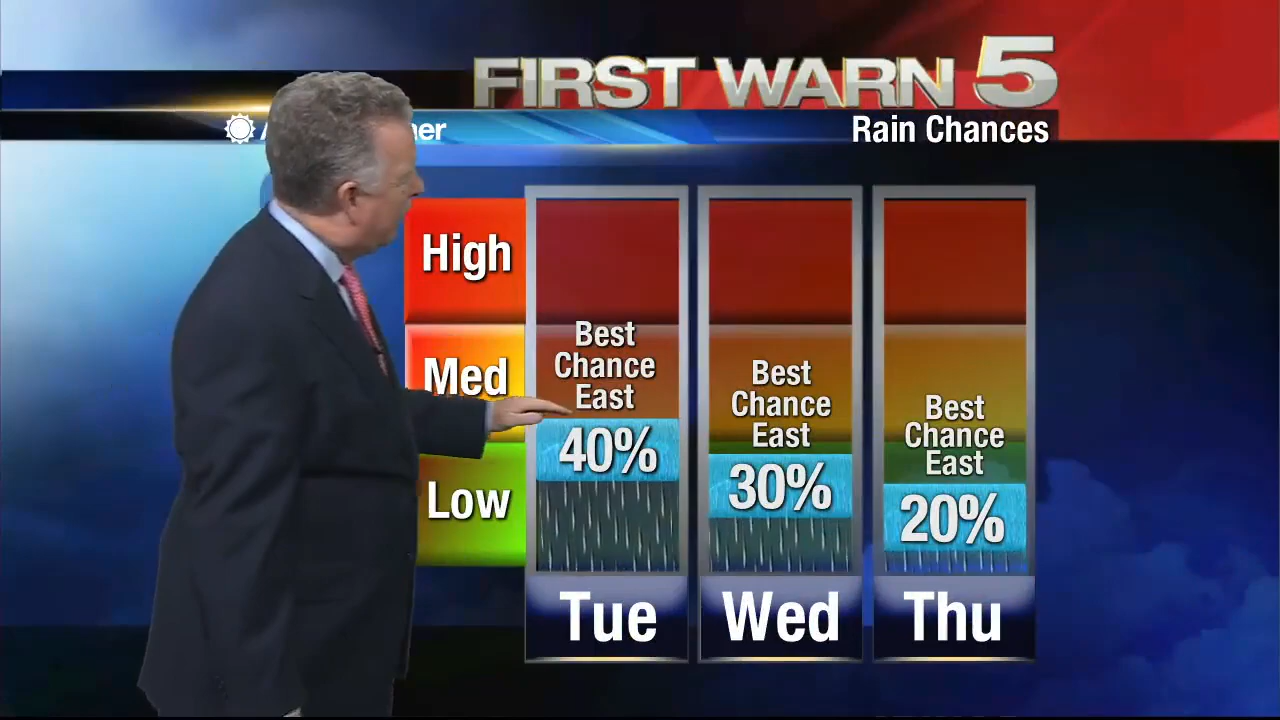 FIRST WARN 5
Rain Chances
High
Med
Low
Best
Chance
East
40%
Best
Chance
East
30%
Best
Chance
East
20%
Tue
Wed
Thu